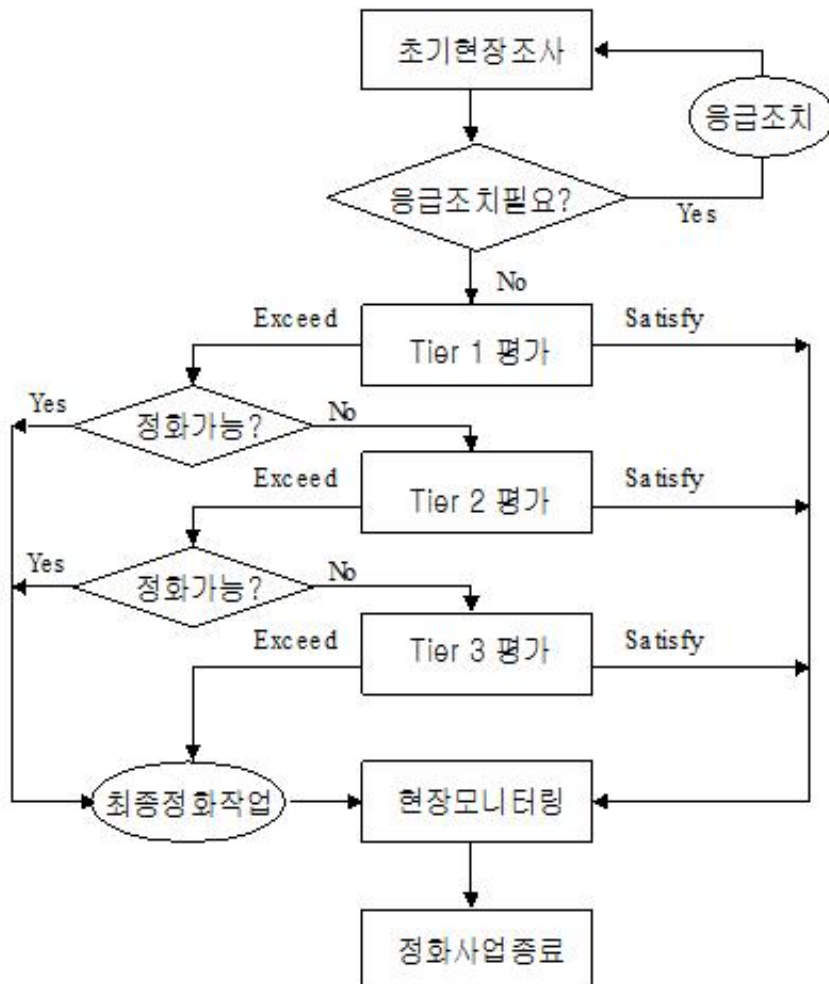 초기현장조사
응급조치
응급조치필요?
Yes
No
Exceed
Satisfy
Tier 1 평가
Yes
정화가능?
No
Exceed
Satisfy
Tier 2 평가
Yes
정화가능?
No
Exceed
Satisfy
Tier 3 평가
최종정화작업
현장모니터링
정화사업종료